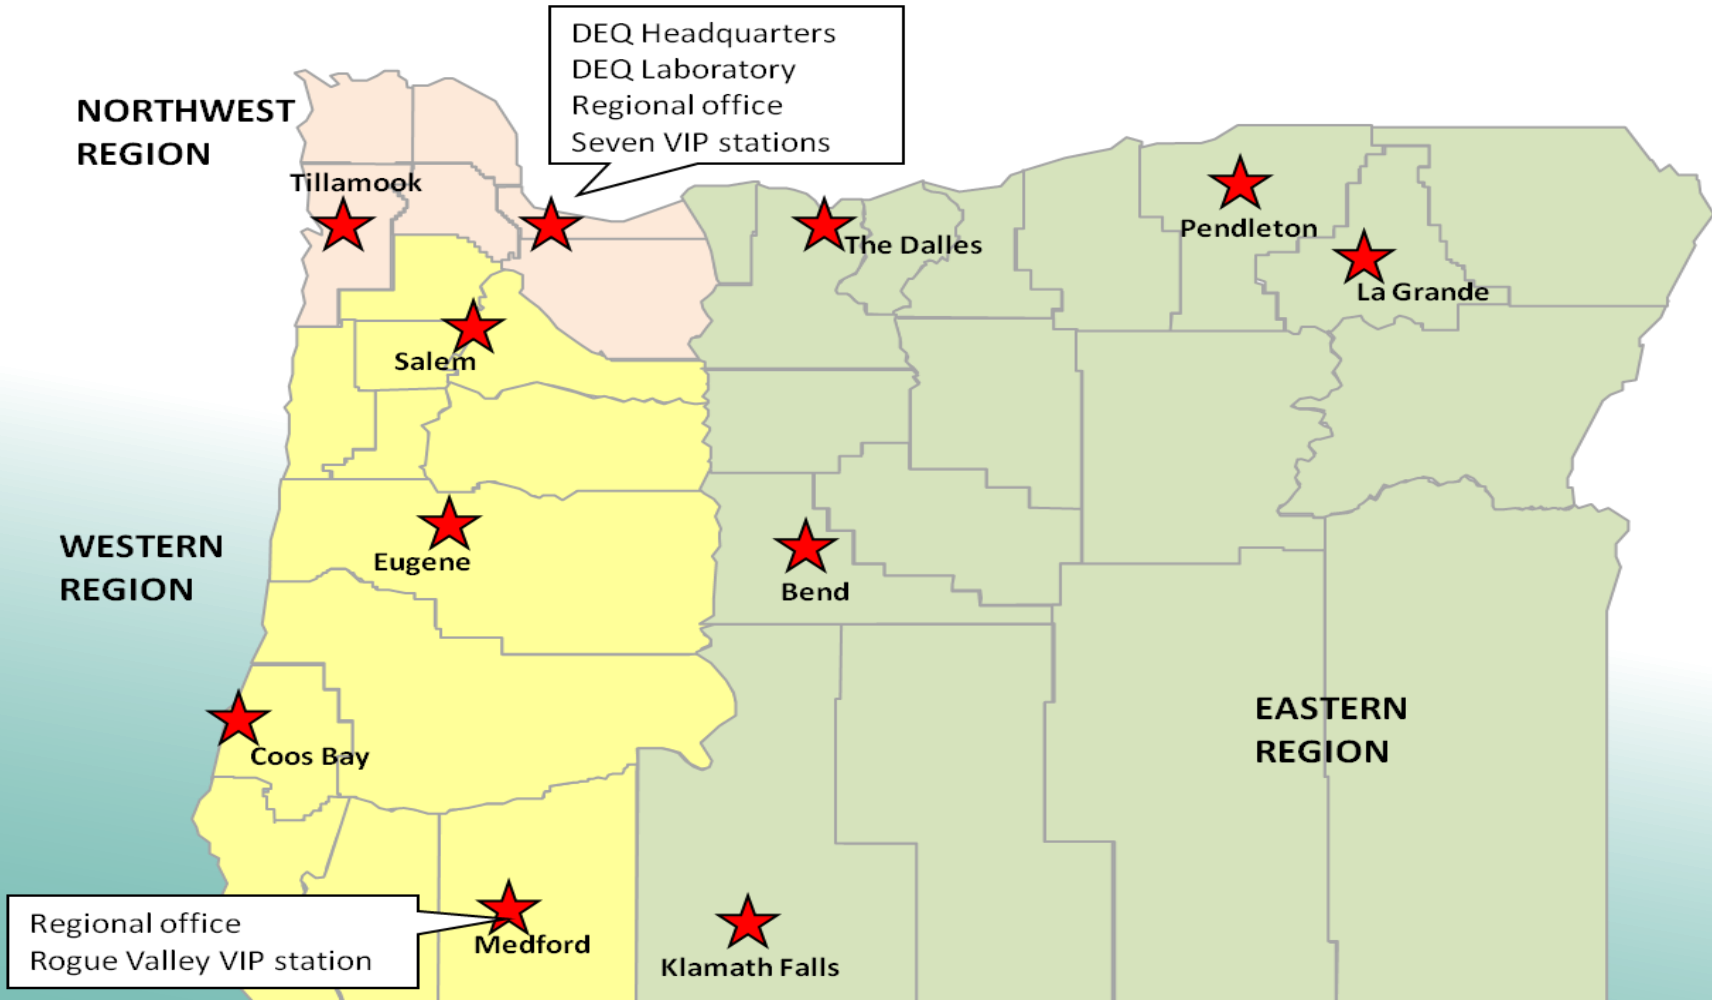 DEQ Headquarters
DEQ Laboratory
Regional office
Seven VIP stations
NORTHWEST
REGION
Tillamook
The Dalles
Pendleton
La Grande
Salem
WESTERN
REGION
Eugene
Bend
EASTERN
REGION
Coos Bay
Regional office
Rogue Valley VIP station
Medford
Klamath Falls